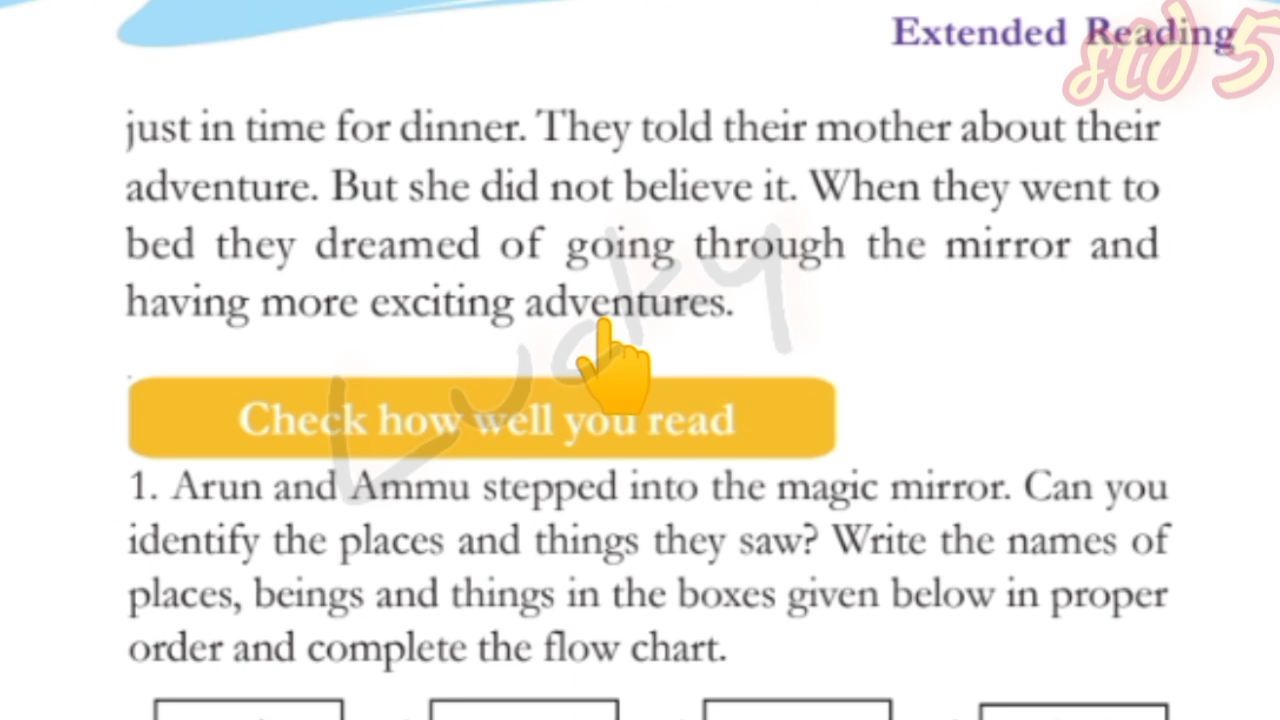 Extended Reading
std 5
just in time for dinner. They told their mother about their
adventure. But she did not believe it. When they went to
bed they dreamed of going through the mirror and
having more exciting adventures.
Lucky
Check how well you read
1. Arun and Ammu stepped into the magic mirror. Can you
identify the places and things they saw? Write the names of
places, beings and things in the boxes given below in proper
order and complete the flow chart.